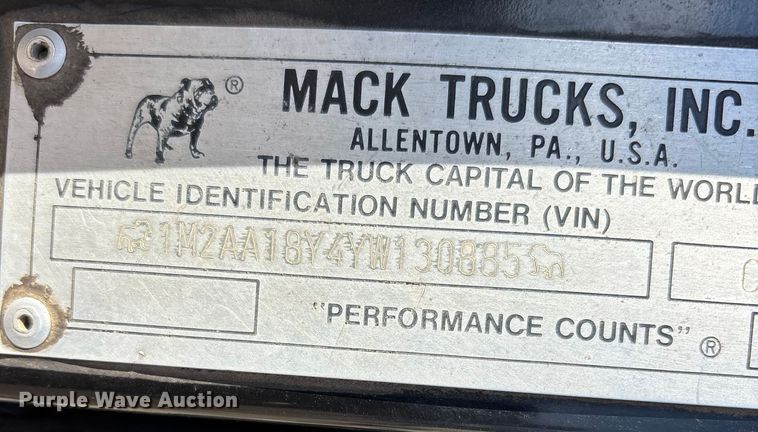 ® MACK TRUCKS, INC.
ALLENTOWN, PA., U.S.A.
THE TRUCK CAPITAL OF THE WORLD
VEHICLE IDENTIFICATION NUMBER (VIN)
1M2AA18Y4YW130885
"PERFORMANCE COUNTS" ®
Purple Wave Auction